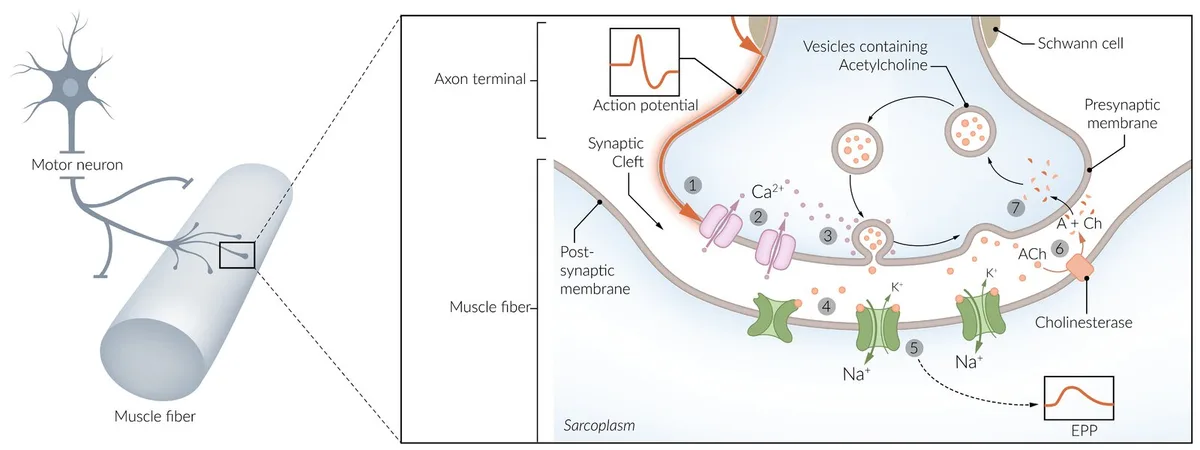 Motor neuron
Muscle fiber
Axon terminal
Muscle fiber
Action potential
Vesicles containing
Acetylcholine
Schwann cell
Presynaptic
membrane
Synaptic
Cleft
Post-
synaptic
membrane
1
Ca²⁺
2
3
4
K⁺
Na⁺
5
K⁺
Na⁺
ACh
6
A + Ch
7
Cholinesterase
EPP
Sarcoplasm